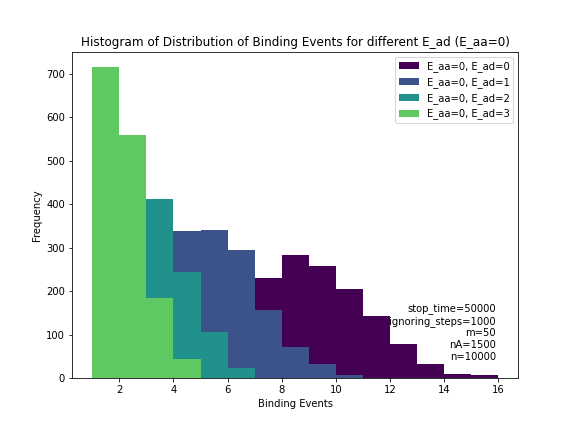 Histogram of Distribution of Binding Events for different E_ad (E_aa=0)
E_aa=0, E_ad=0
E_aa=0, E_ad=1
E_aa=0, E_ad=2
E_aa=0, E_ad=3
700
600
500
400
300
200
100
0
Frequency
stop_time=50000
ignoring_steps=1000
m=50
nA=1500
n=10000
2 4 6 8 10 12 14 16
Binding Events